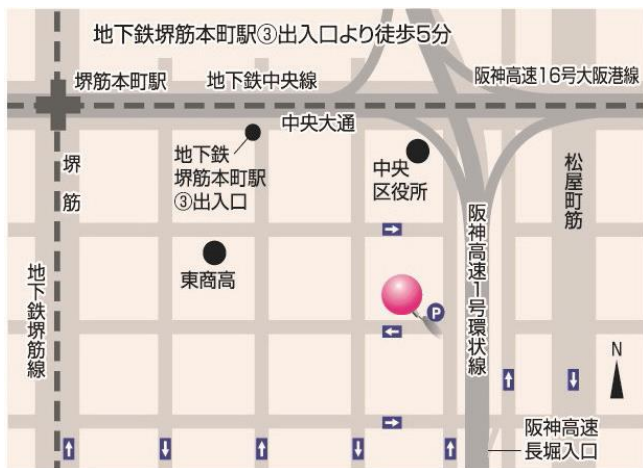 地下鉄堺筋本町駅③出入口より徒歩5分
堺筋本町駅
地下鉄中央線
阪神高速16号大阪港線
中央大通
地下鉄
堺筋本町駅
③出入口
中央
区役所
堺筋
松屋町筋
東商高
地下鉄堺筋線
阪神高速1号環状線
P
N
阪神高速
長堀入口